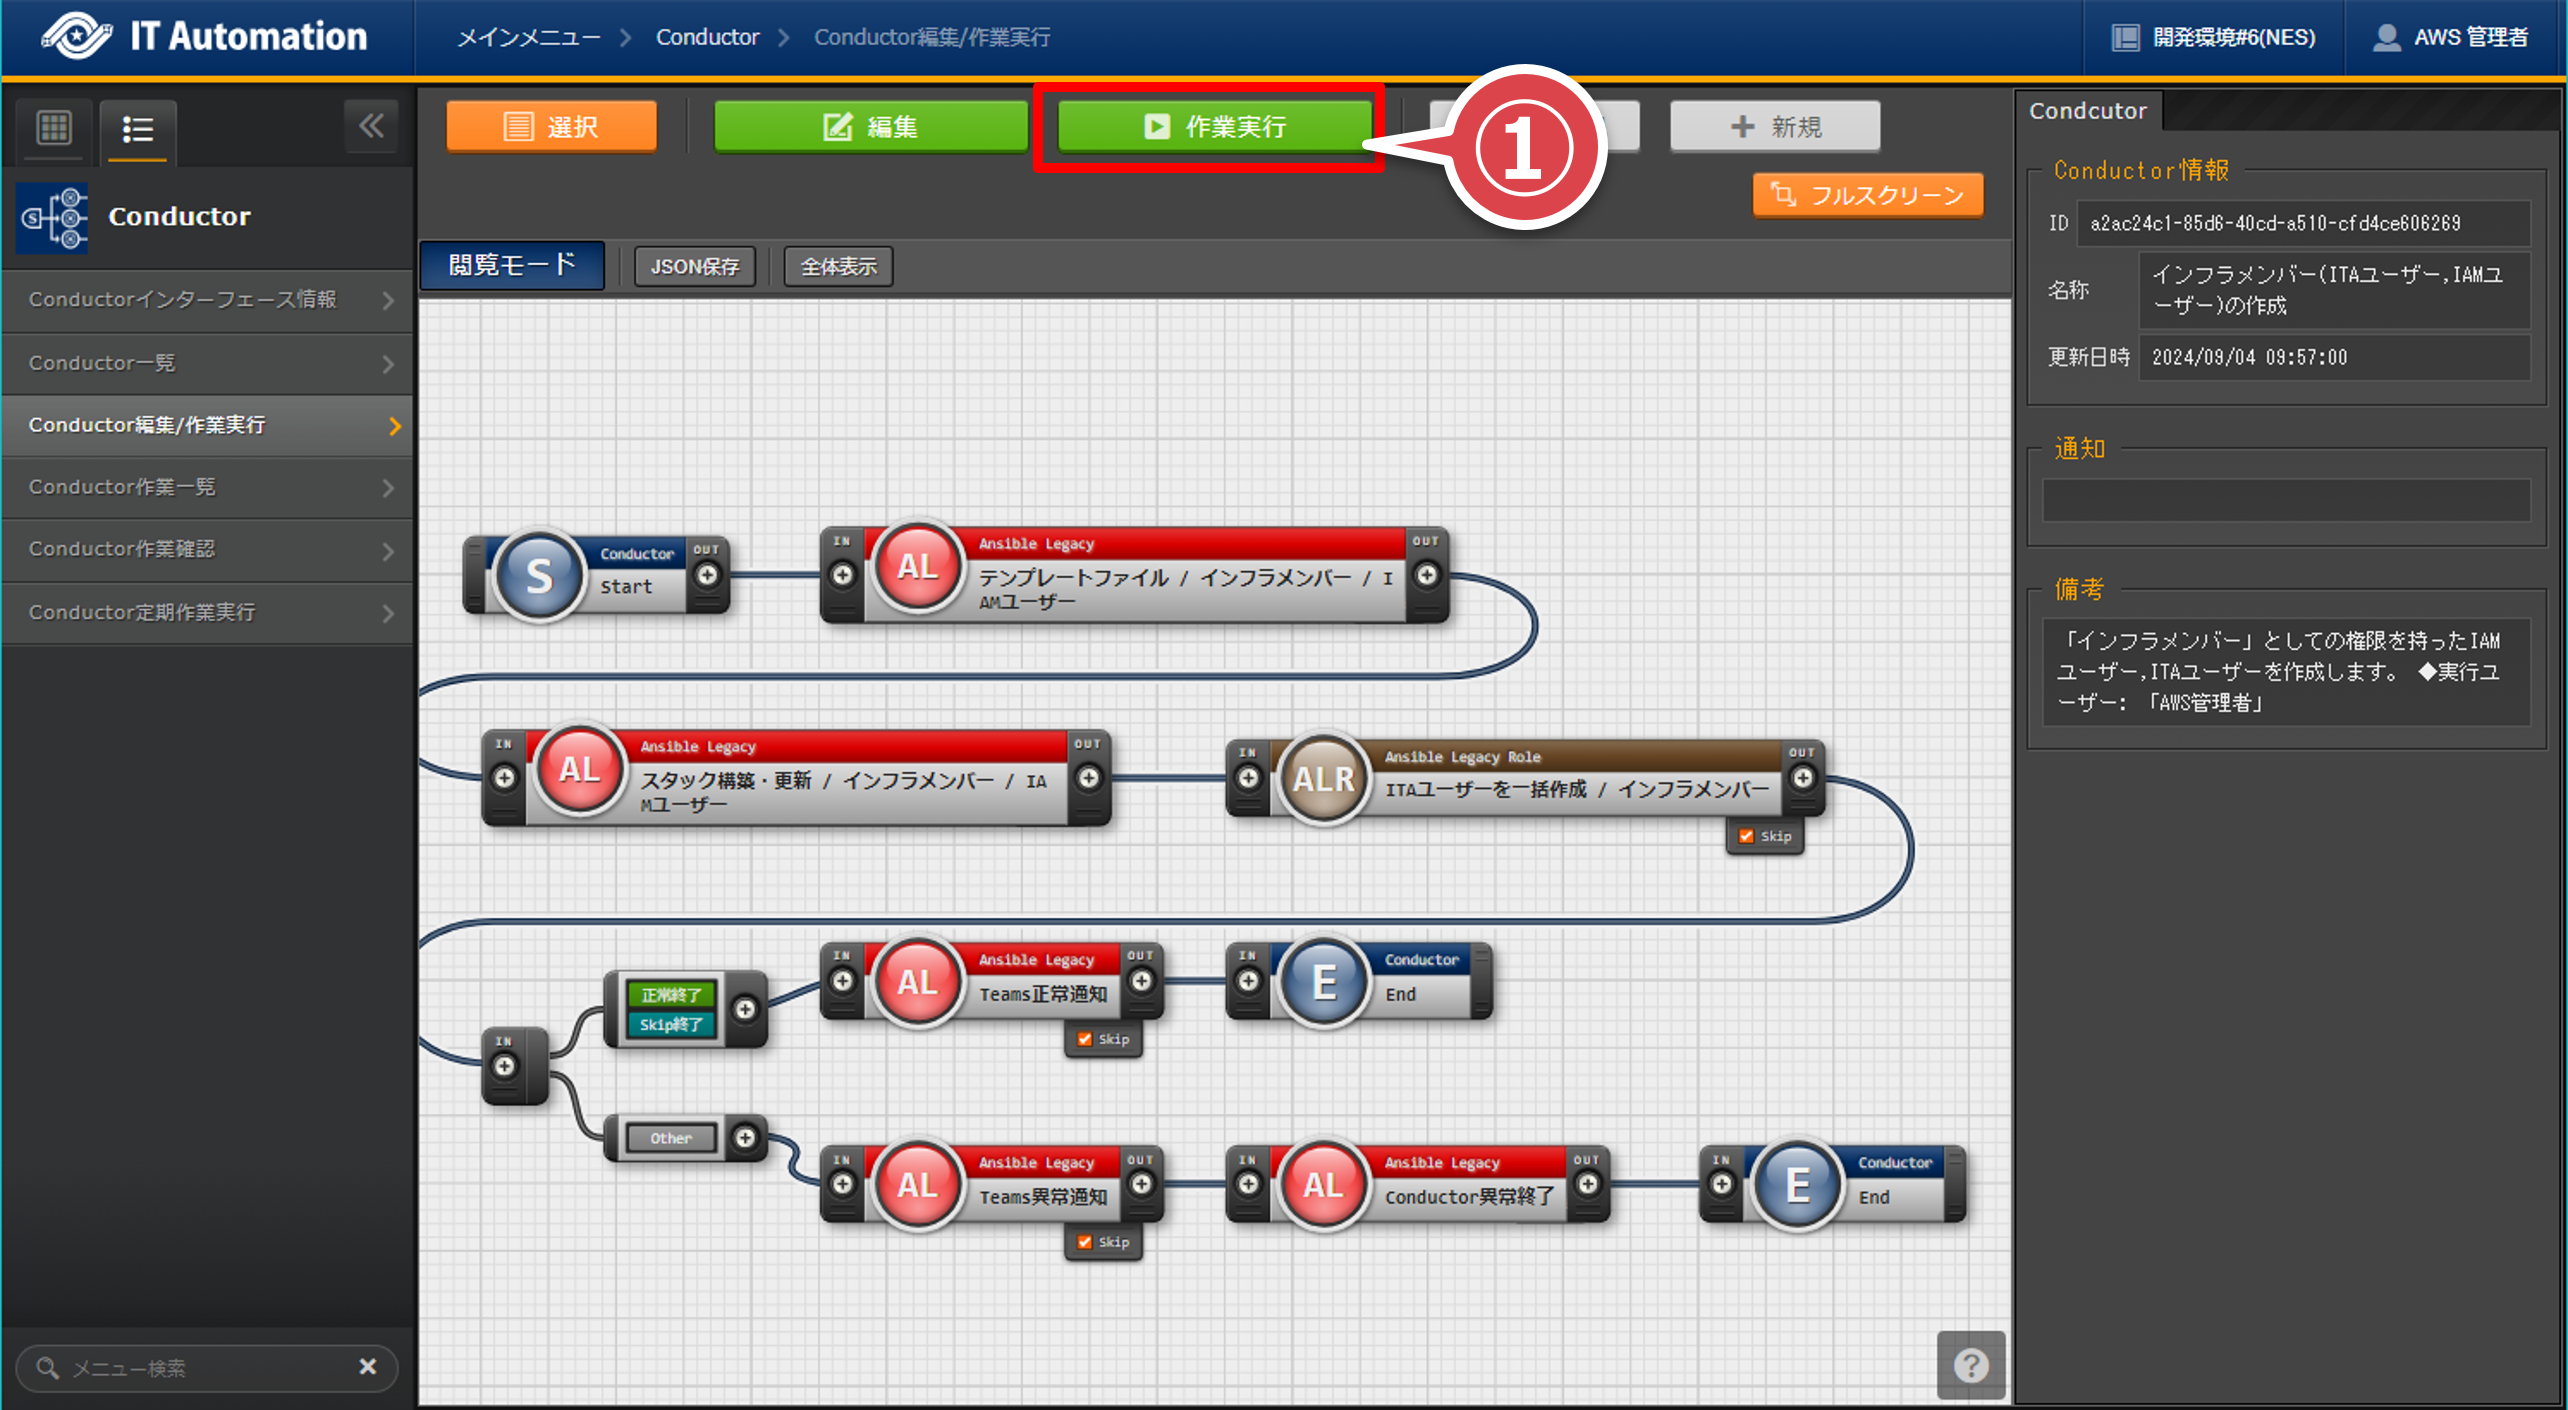 IT Automation
メインメニュー > Conductor > Conductor編集/作業実行
開発環境#6(NES)
AWS 管理者
選択
編集
作業実行
①
新規
フルスクリーン
Conductor
Conductorインターフェース情報
Conductor一覧
Conductor編集/作業実行
Conductor作業一覧
Conductor作業確認
Conductor定期作業実行
メニュー検索
閲覧モード
JSON保存
全体表示
S
Conductor
Start
OUT
IN
AL
Ansible Legacy
テンプレートファイル / インフラメンバー / I
AMユーザー
OUT
IN
AL
Ansible Legacy
スタック構築・更新 / インフラメンバー / IA
Mユーザー
OUT
IN
ALR
Ansible Legacy Role
ITAユーザーを一括作成 / インフラメンバー
OUT
Skip
IN
正常終了
Skip終了
IN
AL
Ansible Legacy
Teams正常通知
OUT
Skip
IN
E
Conductor
End
Other
IN
AL
Ansible Legacy
Teams異常通知
OUT
Skip
IN
AL
Ansible Legacy
Conductor異常終了
OUT
IN
E
Conductor
End
?
Condcutor
Conductor情報
ID a2ac24c1-85d6-40cd-a510-cfd4ce606269
名称
インフラメンバー(ITAユーザー,IAMユ
ーザー)の作成
更新日時 2024/09/04 09:57:00
通知
備考
「インフラメンバー」としての権限を持ったIAM
ユーザー,ITAユーザーを作成します。 ◆実行ユ
ーザー: 「AWS管理者」